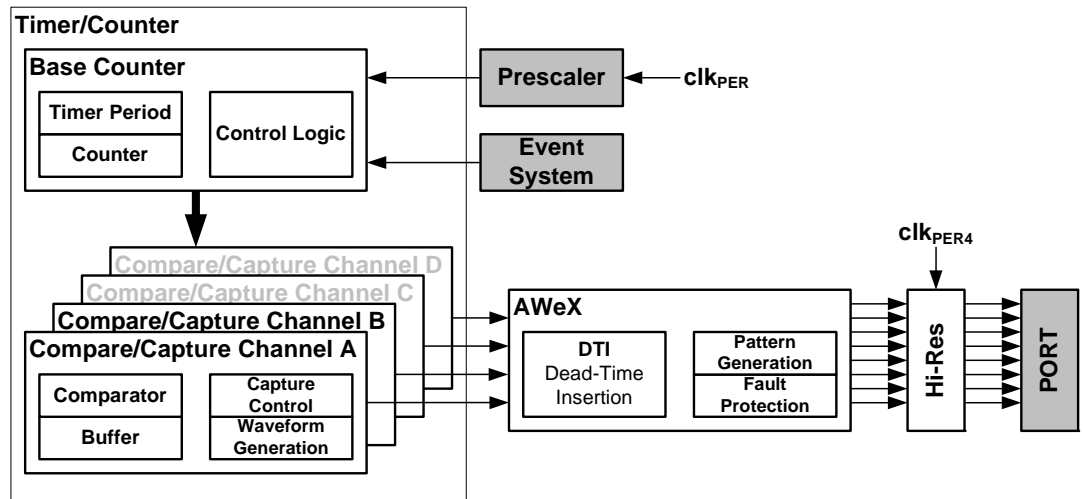 Timer/Counter
Base Counter
Timer Period
Counter
Control Logic
Prescaler
clkPER
Event
System
Compare/Capture Channel D
Compare/Capture Channel C
Compare/Capture Channel B
Compare/Capture Channel A
Comparator
Buffer
Capture
Control
Waveform
Generation
AWeX
DTI
Dead-Time
Insertion
Pattern
Generation
Fault
Protection
clkPER4
Hi-Res
PORT